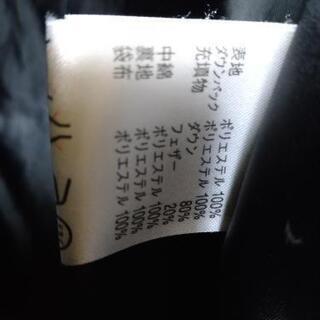 表地 ポリエステル 100%
ダウンパック ポリエステル 100%
充填物 ダウン 80%
フェザー 20%
中綿 ポリエステル 100%
裏地 ポリエステル 100%
袋布 ポリエステル 100%